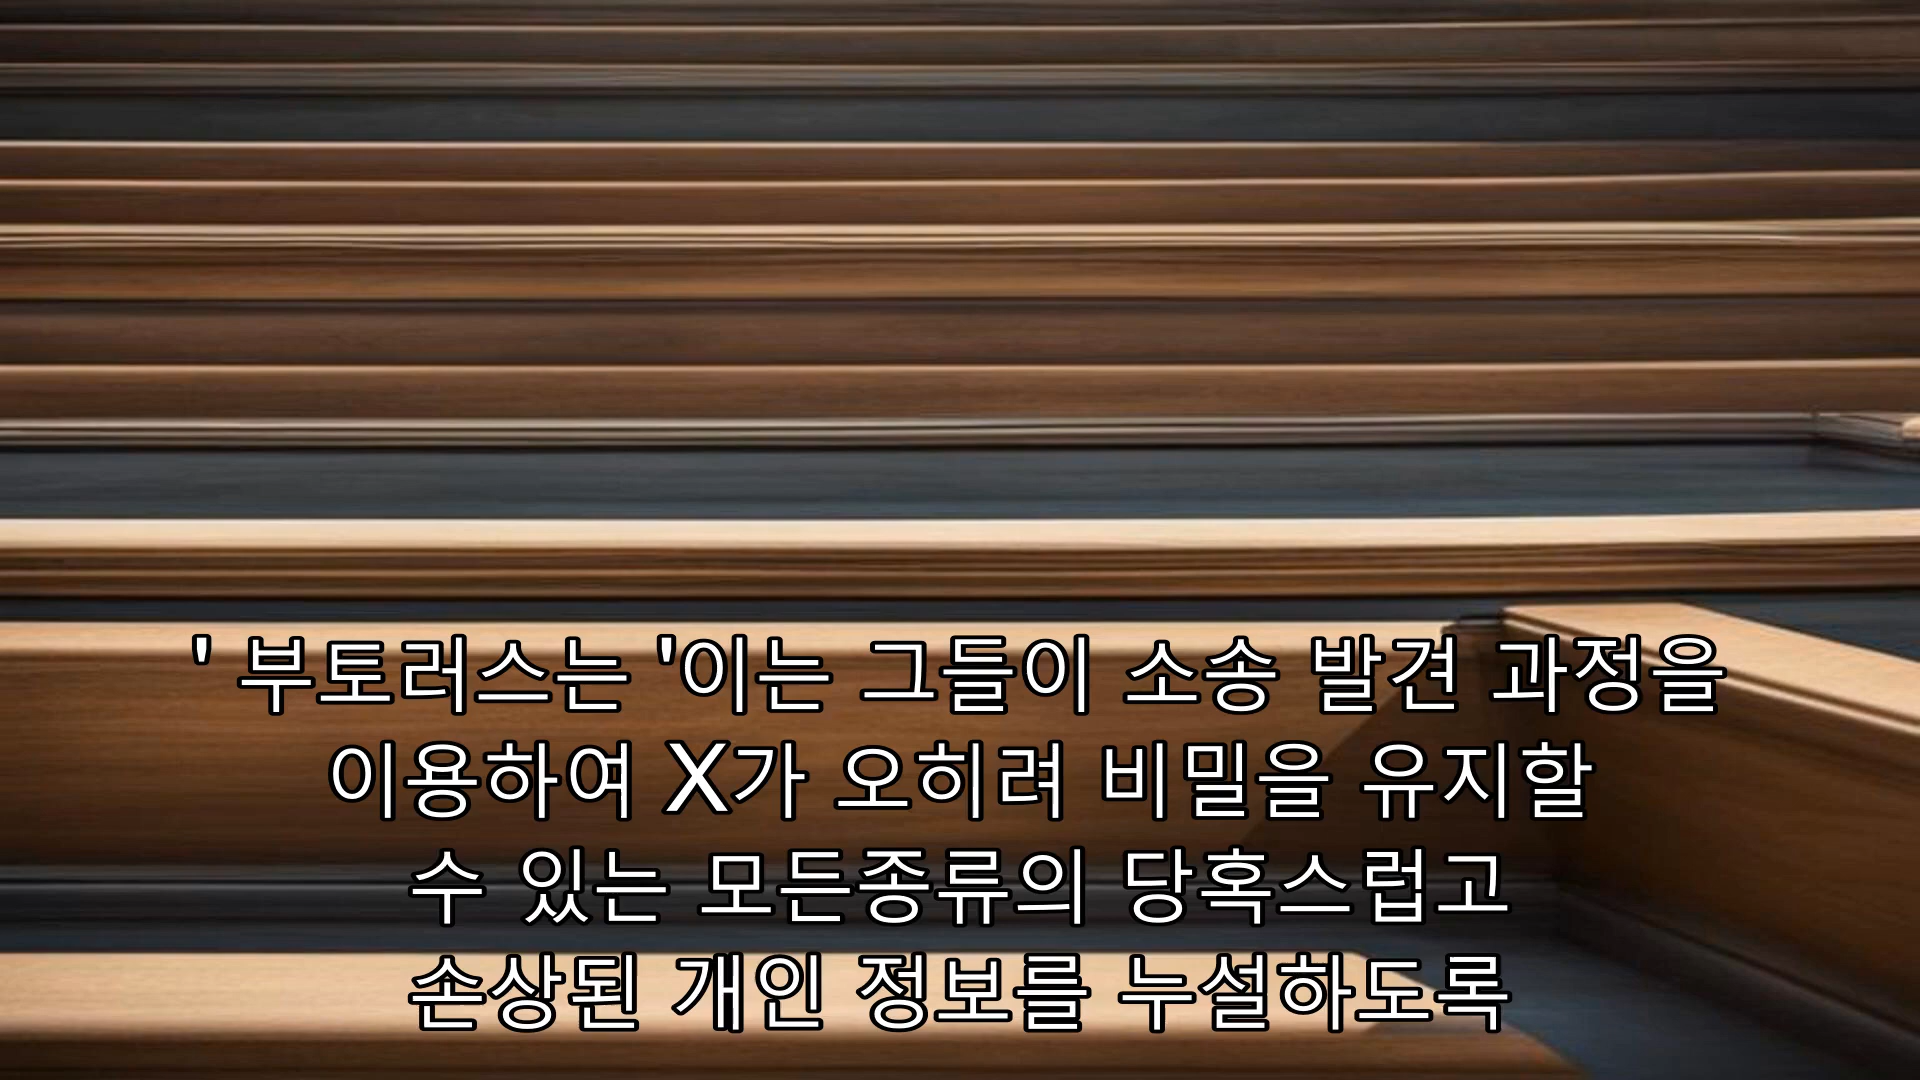 ' 부토러스는 '이는 그들이 소송 발견 과정을
이용하여 X가 오히려 비밀을 유지할
수 있는 모든종류의 당혹스럽고
손상된 개인 정보를 누설하도록